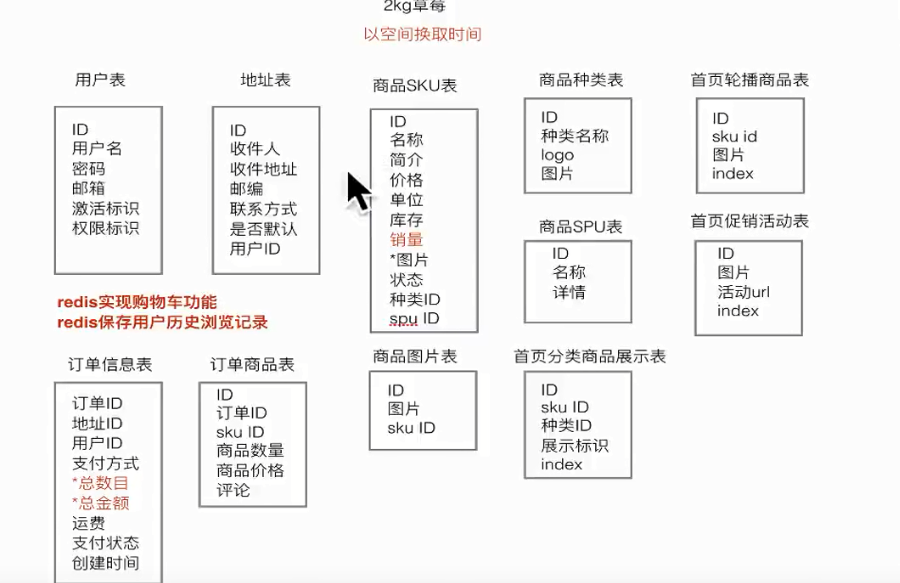 2kg草莓
以空间换取时间
用户表
ID
用户名
密码
邮箱
激活标识
权限标识
地址表
ID
收件人
收件地址
邮编
联系方式
是否默认
用户ID
商品SKU表
ID
名称
简介
价格
单位
库存
销量
*图片
状态
种类ID
spu ID
商品种类表
ID
种类名称
logo
图片
首页轮播商品表
ID
sku id
图片
index
商品SPU表
ID
名称
详情
首页促销活动表
ID
图片
活动url
index
redis实现购物车功能
redis保存用户历史浏览记录
订单信息表
订单ID
地址ID
用户ID
支付方式
*总数目
*总金额
运费
支付状态
创建时间
订单商品表
ID
订单ID
sku ID
商品数量
商品价格
评论
商品图片表
ID
图片
sku ID
首页分类商品展示表
ID
sku ID
种类ID
展示标识
index